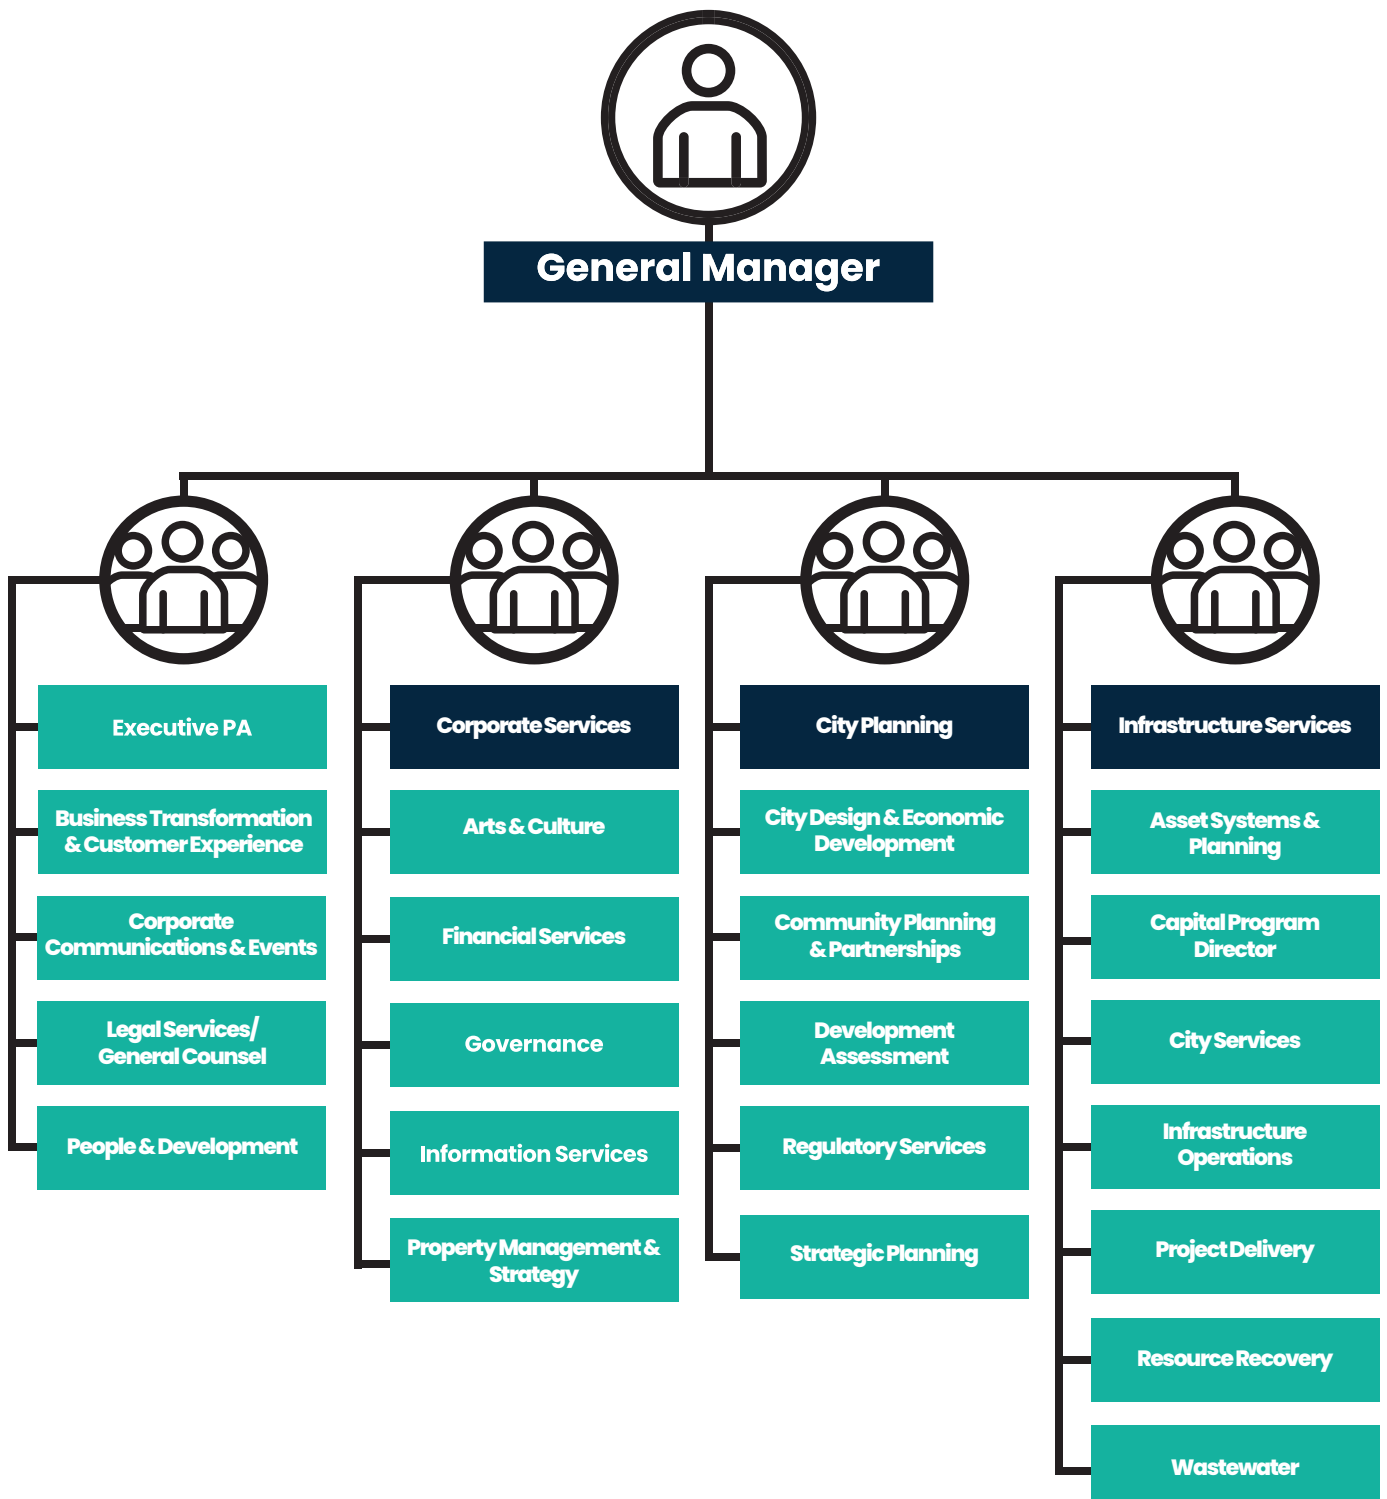 General Manager
Executive PA
Business Transformation
& Customer Experience
Corporate
Communications & Events
Legal Services/
General Counsel
People & Development
Corporate Services
Arts & Culture
Financial Services
Governance
Information Services
Property Management &
Strategy
City Planning
City Design & Economic
Development
Community Planning
& Partnerships
Development
Assessment
Regulatory Services
Strategic Planning
Infrastructure Services
Asset Systems &
Planning
Capital Program
Director
City Services
Infrastructure
Operations
Project Delivery
Resource Recovery
Wastewater